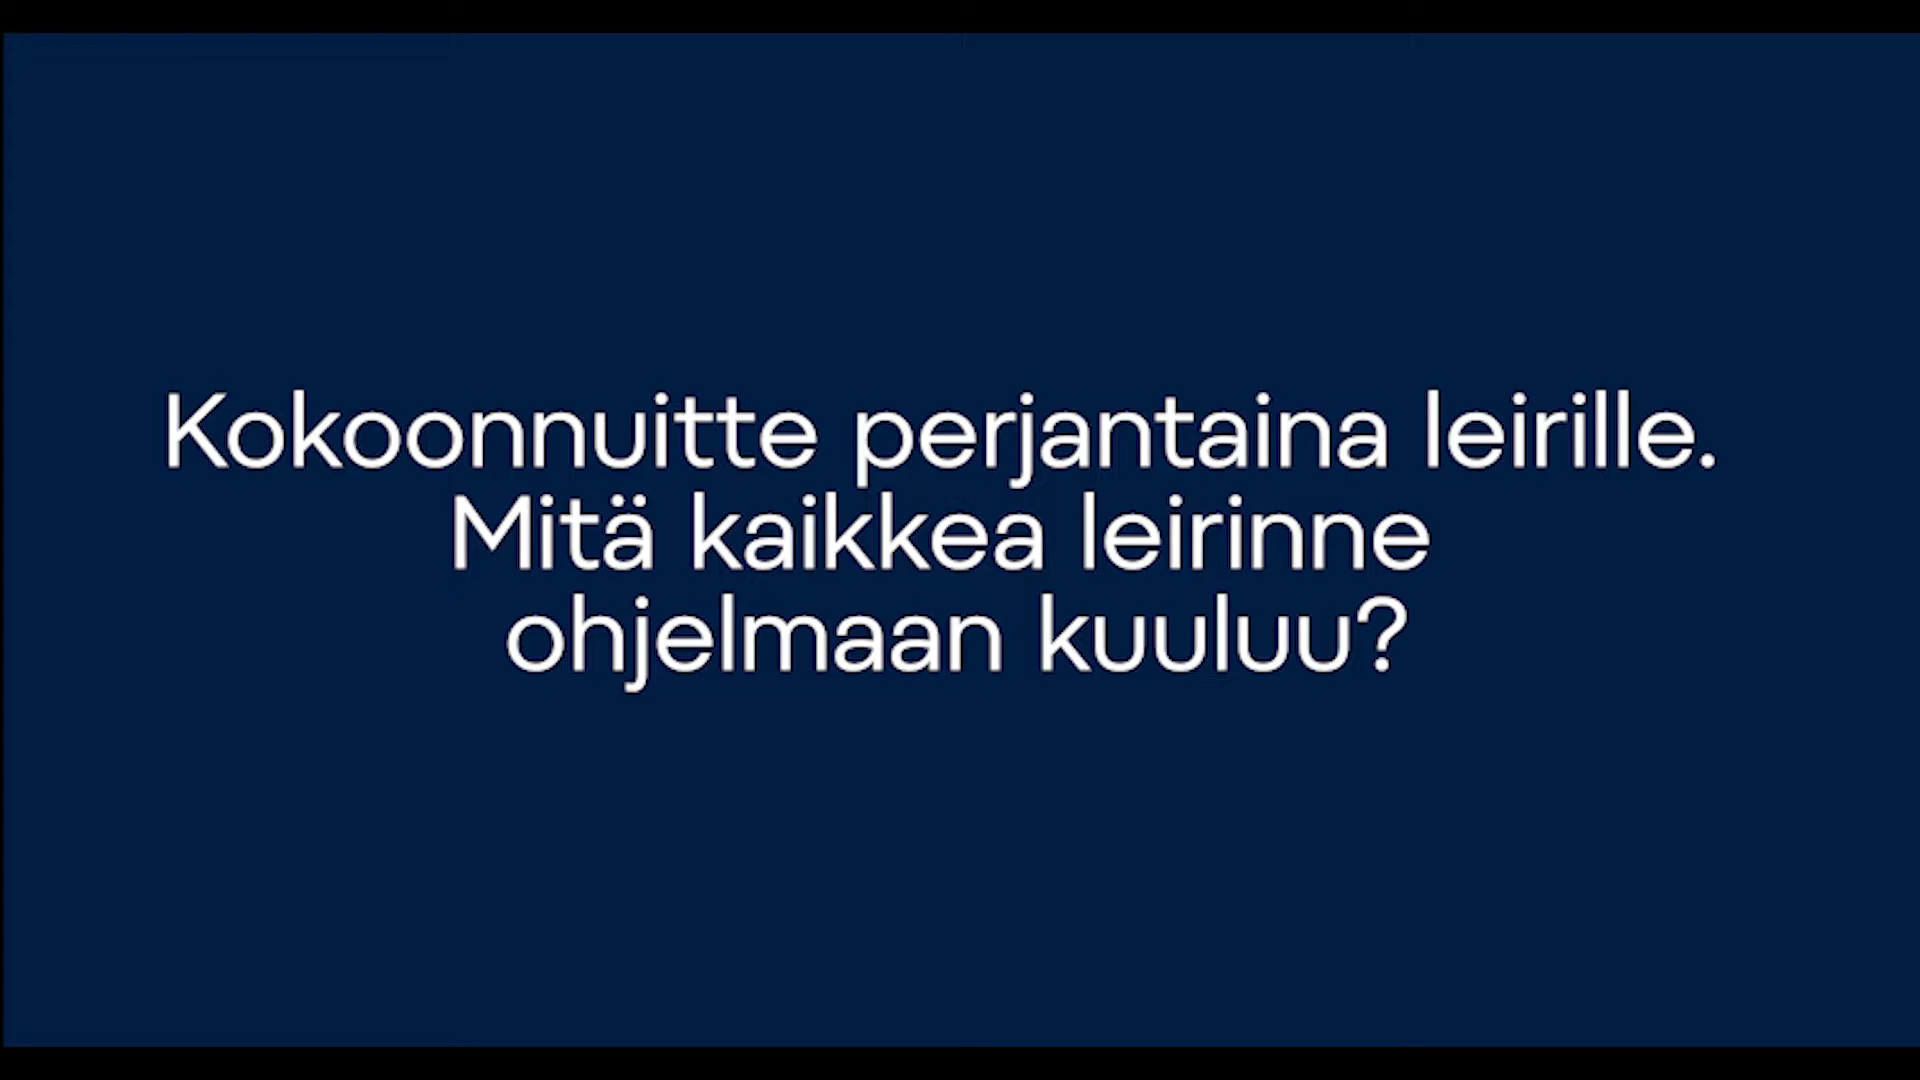 Kokoonnuitte perjantaina leirille.
Mitä kaikkea leirinne
ohjelmaan kuuluu?